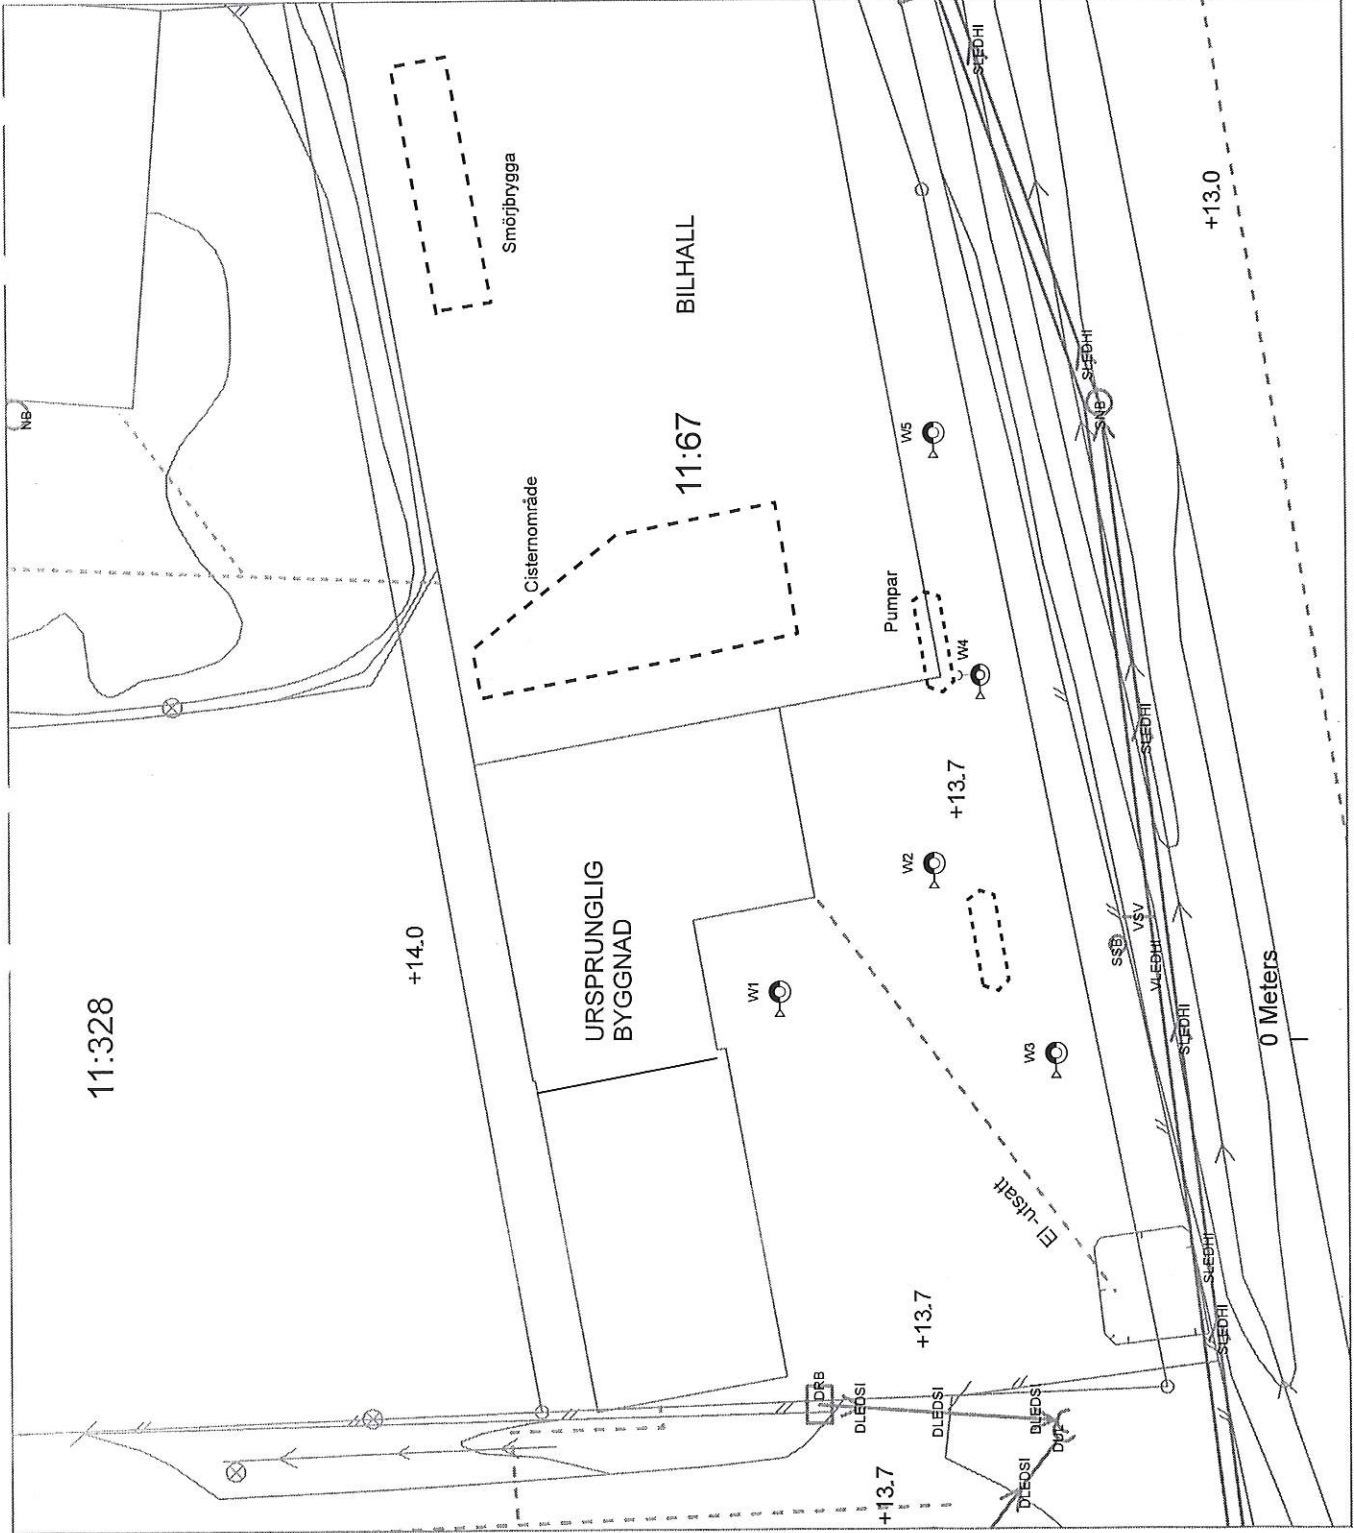 11:328
+14.0
NB
Smörjbrygga
BILHALL
11:67
Cisternområde
URSPRUNGLIG
BYGGNAD
Pumpar
W5
W4
W2
W1
W3
+13.7
+13.7
+13.7
+13.0
El -utsatt
DRB
DLEDSI
DLEDSI
DLEDSI
DLEDSI
SLEDHI
SLEDHI
SNB
SLEDHI
SSB
VSV
VLEDHI
SLEDHI
SLEDHI
SLEDHI
0 Meters